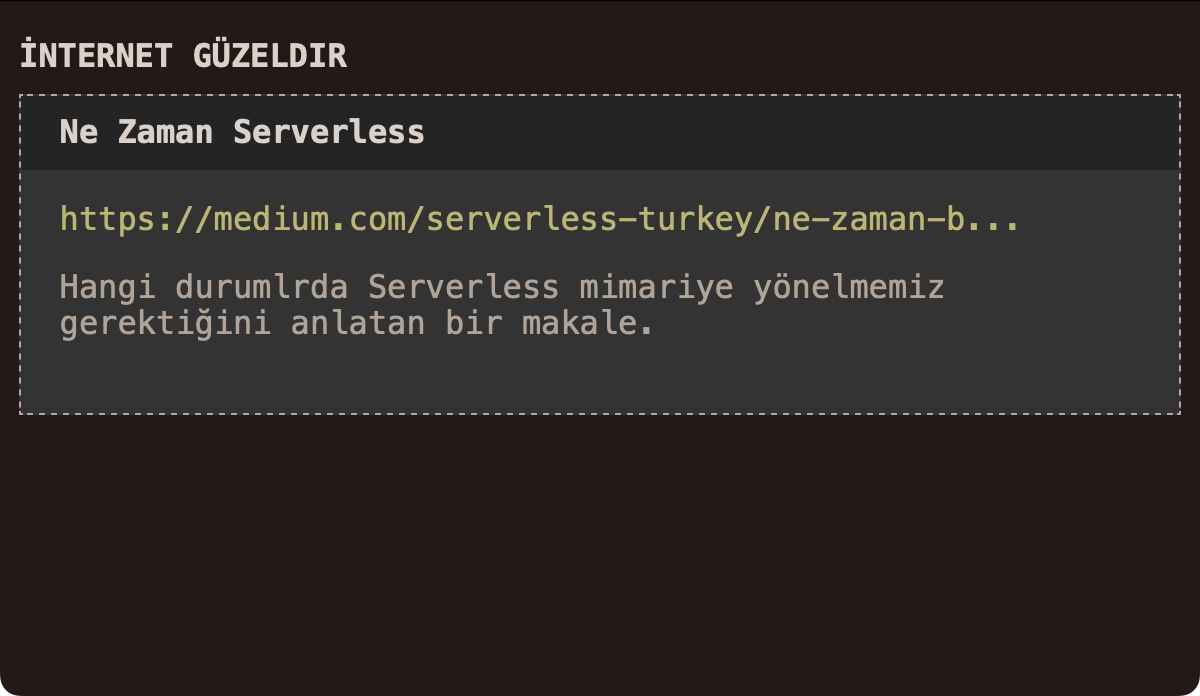 İNTERNET GÜZELDIR
Ne Zaman Serverless
https://medium.com/serverless-turkey/ne-zaman-b...
Hangi durumlrda Serverless mimariye yönelmemiz
gerektiğini anlatan bir makale.